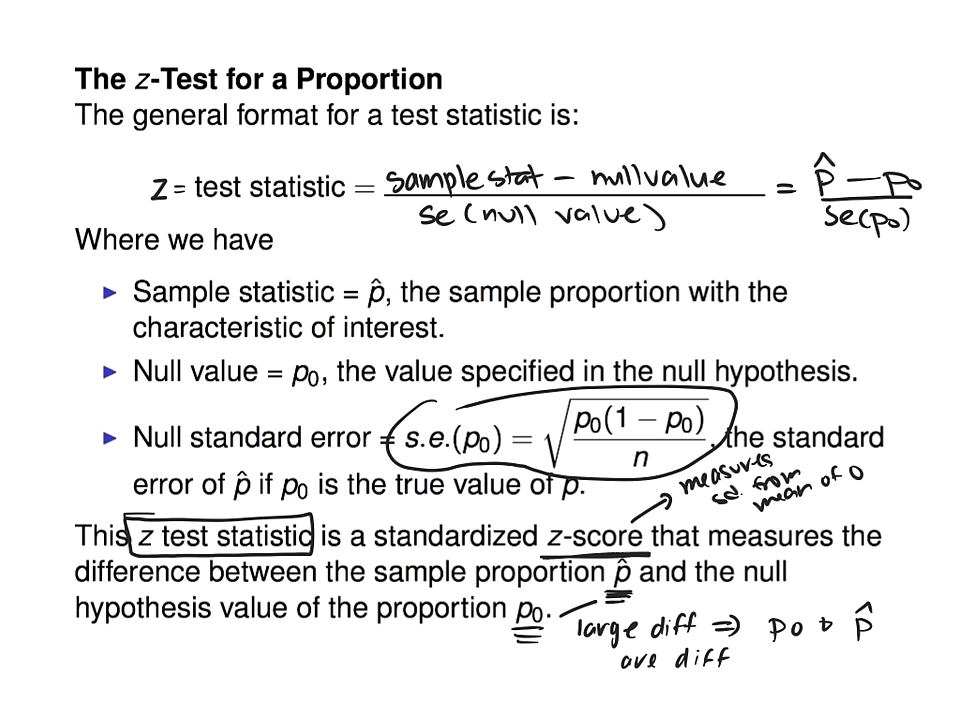 The z-Test for a Proportion
The general format for a test statistic is:
z = test statistic = sample stat − null value / se (null value) = p̂ − p0 / se(p0)
Where we have
▶ Sample statistic = p̂, the sample proportion with the
characteristic of interest.
▶ Null value = p₀, the value specified in the null hypothesis.
▶ Null standard error = s.e.(p₀) = √(p₀(1 − p₀) / n), the standard
error of p̂ if p₀ is the true value of p.
measures
sd. from
mean of 0
This z test statistic is a standardized z-score that measures the
difference between the sample proportion p̂ and the null
hypothesis value of the proportion p₀.
large diff ⇒ p0 + p̂
are diff